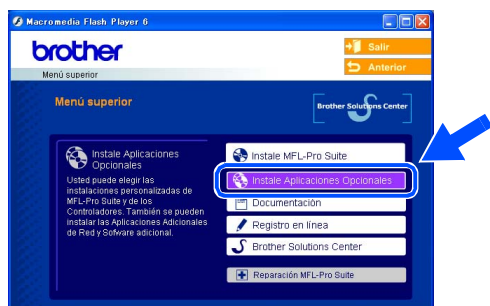 Macromedia Flash Player 6
brother
Salir
Anterior
Menú superior
Menú superior
Brother Solutions Center
Instale Aplicaciones
Opcionales
Usted puede elegir las
instalaciones personalizadas de
MFL-Pro Suite y de los
Controladores. También se pueden
instalar las Aplicaciones Adicionales
de Red y Sofware adicional.
Instale MFL-Pro Suite
Instale Aplicaciones Opcionales
Documentación
Registro en línea
Brother Solutions Center
Reparación MFL-Pro Suite